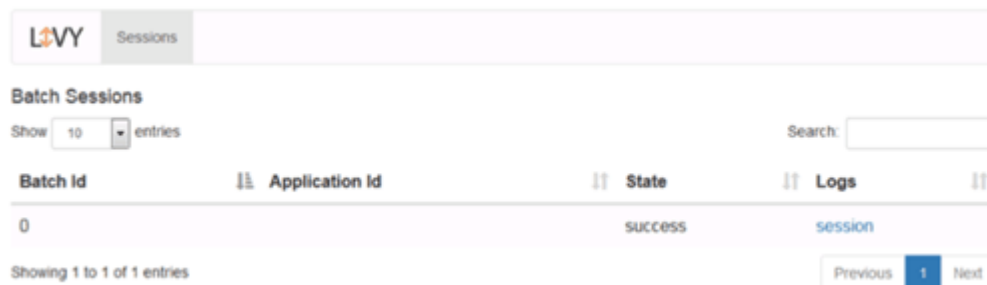 LIVY Sessions
Batch Sessions
Show 10 entries Search:
Batch Id Application Id State Logs
0 success session
Showing 1 to 1 of 1 entries Previous 1 Next